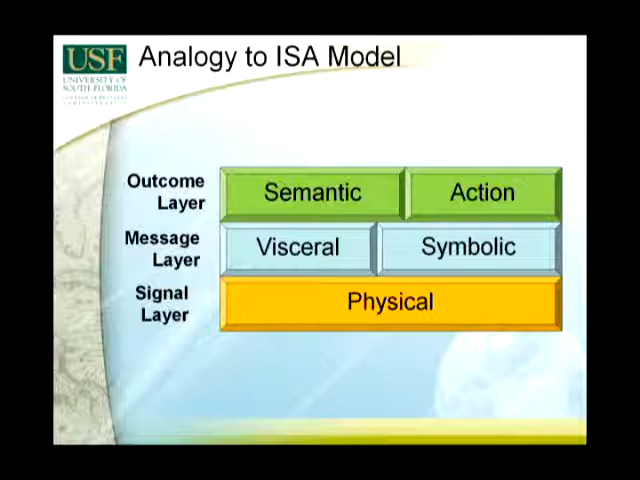 USF
UNIVERSITY OF
SOUTH FLORIDA
Analogy to ISA Model
Outcome
Layer
Semantic
Action
Message
Layer
Visceral
Symbolic
Signal
Layer
Physical